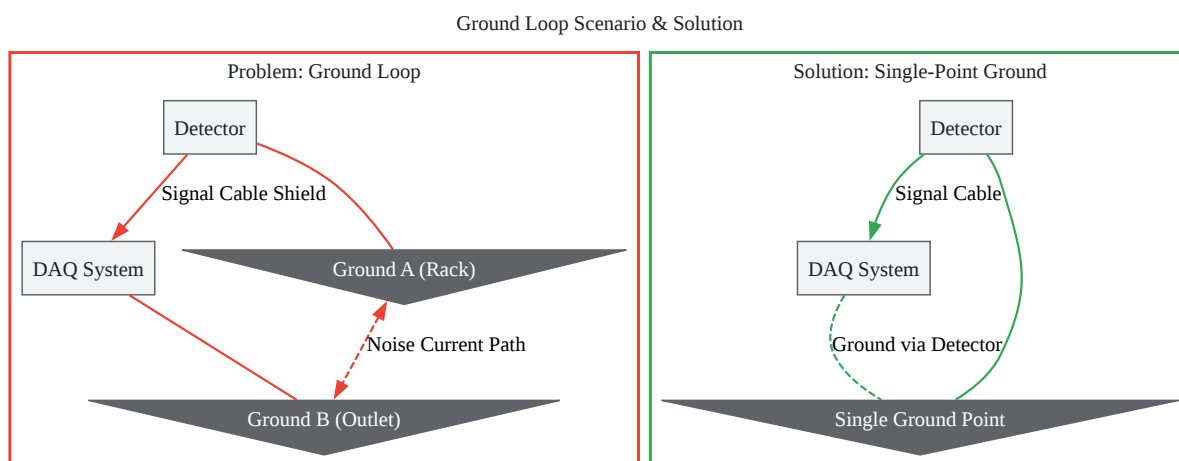 Ground Loop Scenario & Solution
Problem: Ground Loop
Detector
Signal Cable Shield
DAQ System
Ground A (Rack)
Noise Current Path
Ground B (Outlet)
Solution: Single-Point Ground
Detector
Signal Cable
DAQ System
Ground via Detector
Single Ground Point